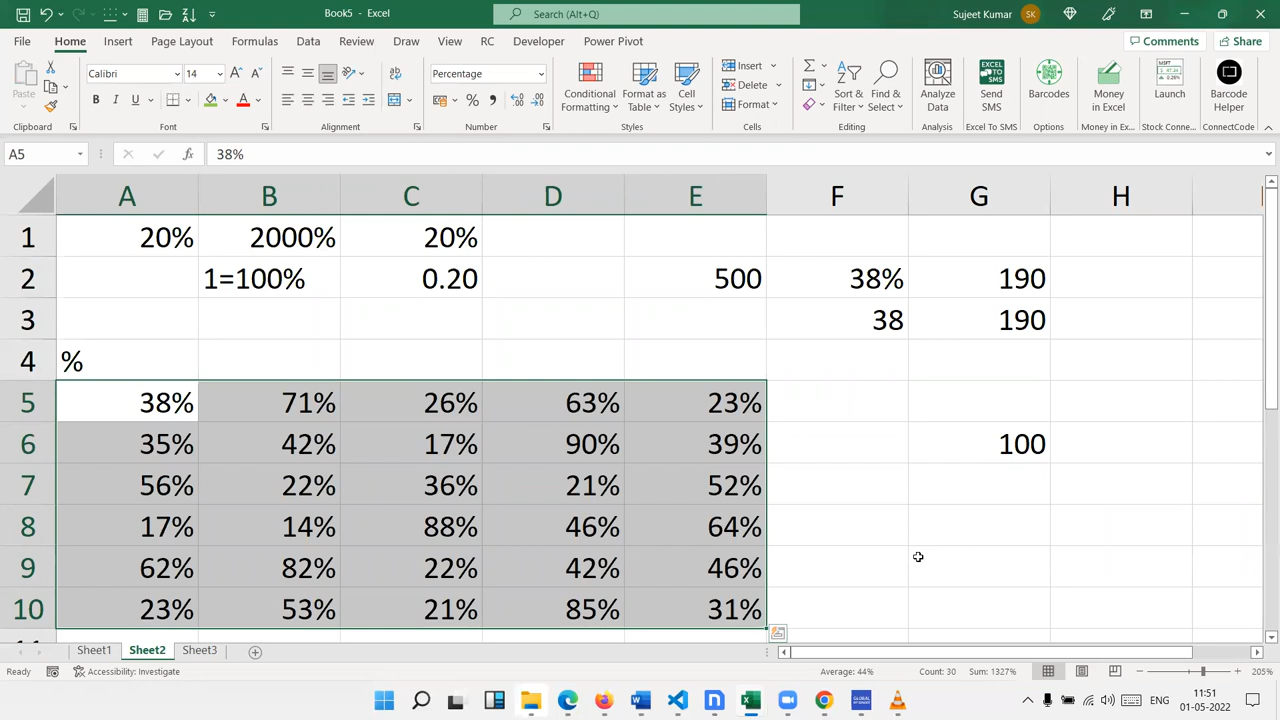 Book5 - Excel
Search (Alt+Q)
Sujeet Kumar
SK
File Home Insert Page Layout Formulas Data Review View Draw RC Developer Power Pivot
Comments Share
Paste
Calibri 14
B I U
Percentage
Conditional Formatting
Format as Table
Cell Styles
Insert
Delete
Format
Sort & Filter
Find & Select
Analyze Data
Send SMS
Barcodes
Money in Excel
Launch
Barcode Helper
Clipboard Font Alignment Number Styles Cells Editing Analysis Excel To SMS Options Money in Ex... Stock Conne... ConnectCode
A5 fx 38%
A B C D E F G H
1 20% 2000% 20%
2 1=100% 0.20 500 38% 190
3 38 190
4 %
5 38% 71% 26% 63% 23%
6 35% 42% 17% 90% 39% 100
7 56% 22% 36% 21% 52%
8 17% 14% 88% 46% 64%
9 62% 82% 22% 42% 46%
10 23% 53% 21% 85% 31%
Sheet1 Sheet2 Sheet3
Ready Accessibility: Investigate Average: 44% Count: 30 Sum: 1327% 205%
ENG
11:51
01-05-2022